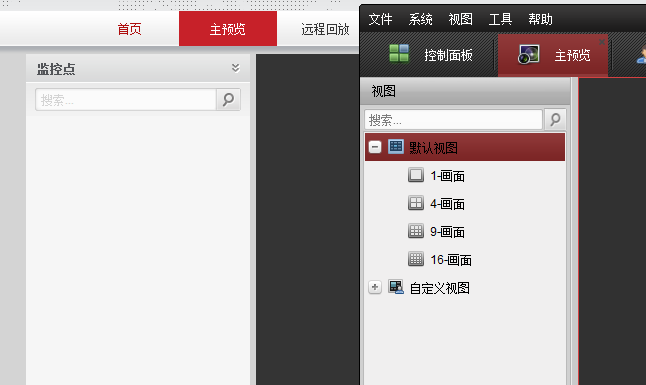 首页
主预览
远程回放
监控点
搜索...
文件 系统 视图 工具 帮助
控制面板
主预览
视图
搜索...
默认视图
1-画面
4-画面
9-画面
16-画面
自定义视图